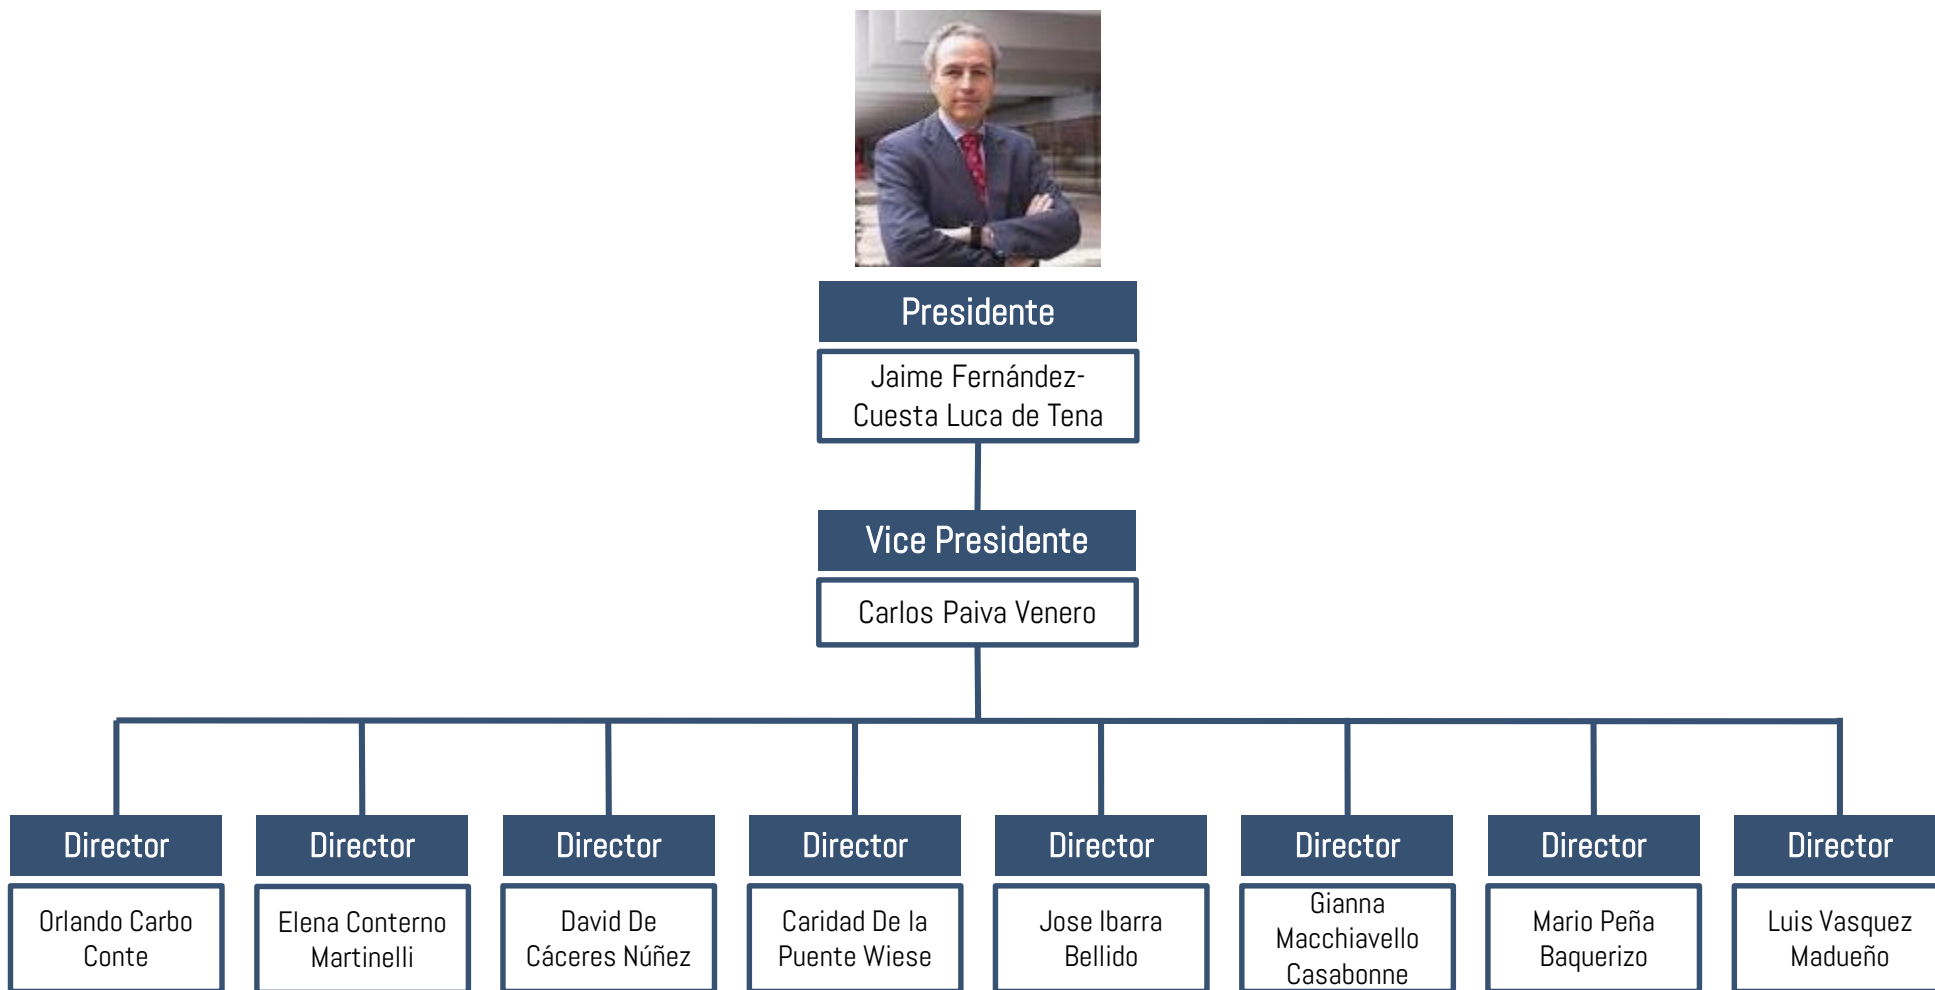 Presidente
Jaime Fernández-
Cuesta Luca de Tena
Vice Presidente
Carlos Paiva Venero
Director
Orlando Carbo
Conte
Director
Elena Conterno
Martinelli
Director
David De
Cáceres Núñez
Director
Caridad De la
Puente Wiese
Director
Jose Ibarra
Bellido
Director
Gianna
Macchiavello
Casabonne
Director
Mario Peña
Baquerizo
Director
Luis Vasquez
Madueño